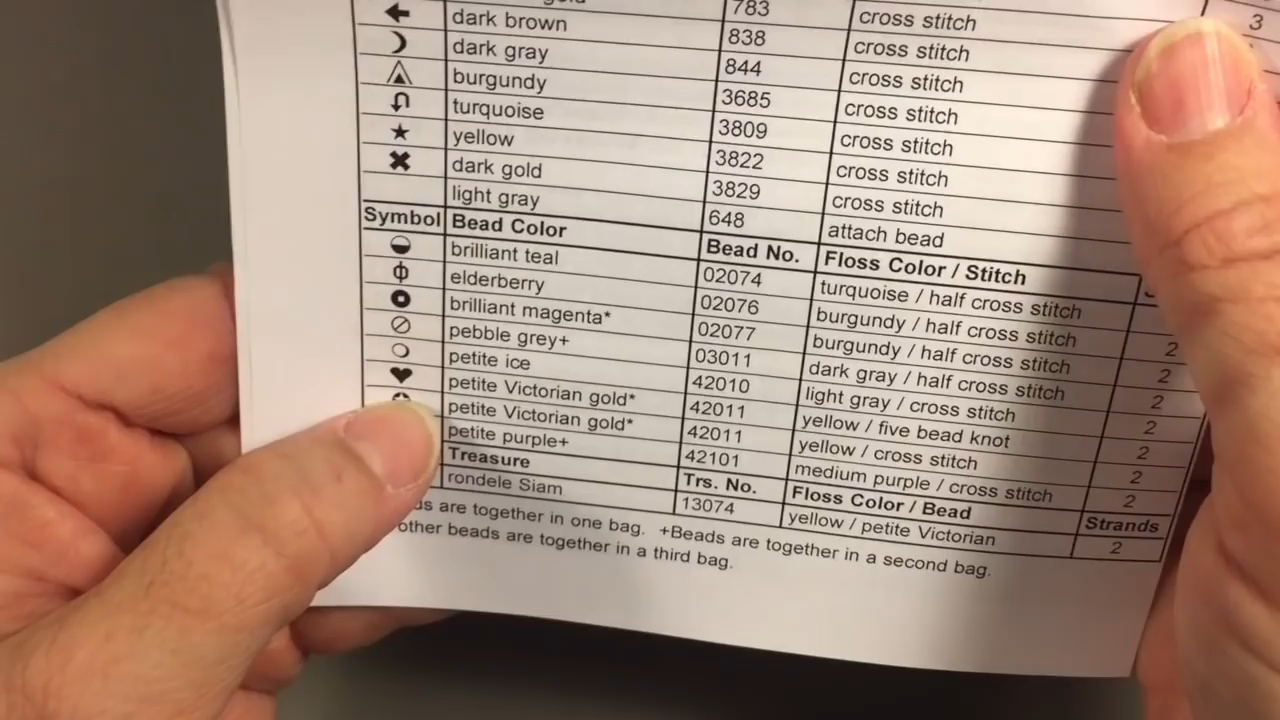 3
783 cross stitch
dark brown 838 cross stitch
dark gray 844 cross stitch
burgundy 3685 cross stitch
turquoise 3809 cross stitch
yellow 3822 cross stitch
dark gold 3829 cross stitch
light gray 648 attach bead
Symbol Bead Color Bead No. Floss Color / Stitch
brilliant teal 02074 turquoise / half cross stitch
elderberry 02076 burgundy / half cross stitch 2
brilliant magenta* 02077 burgundy / half cross stitch 2
pebble grey+ 03011 dark gray / half cross stitch 2
petite ice 42010 light gray / cross stitch 2
petite Victorian gold* 42011 yellow / five bead knot 2
petite Victorian gold* 42011 yellow / cross stitch 2
petite purple+ 42101 medium purple / cross stitch 2
Treasure Trs. No. Floss Color / Bead Strands
rondele Siam 13074 yellow / petite Victorian 2
are together in one bag. +Beads are together in a second bag.
other beads are together in a third bag.